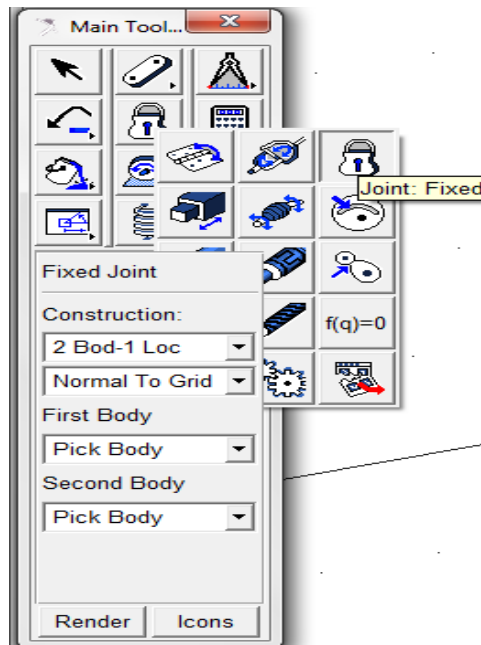 Main Tool...
Joint: Fixed
f(q)=0
Fixed Joint
Construction:
2 Bod-1 Loc
Normal To Grid
First Body
Pick Body
Second Body
Pick Body
Render
Icons